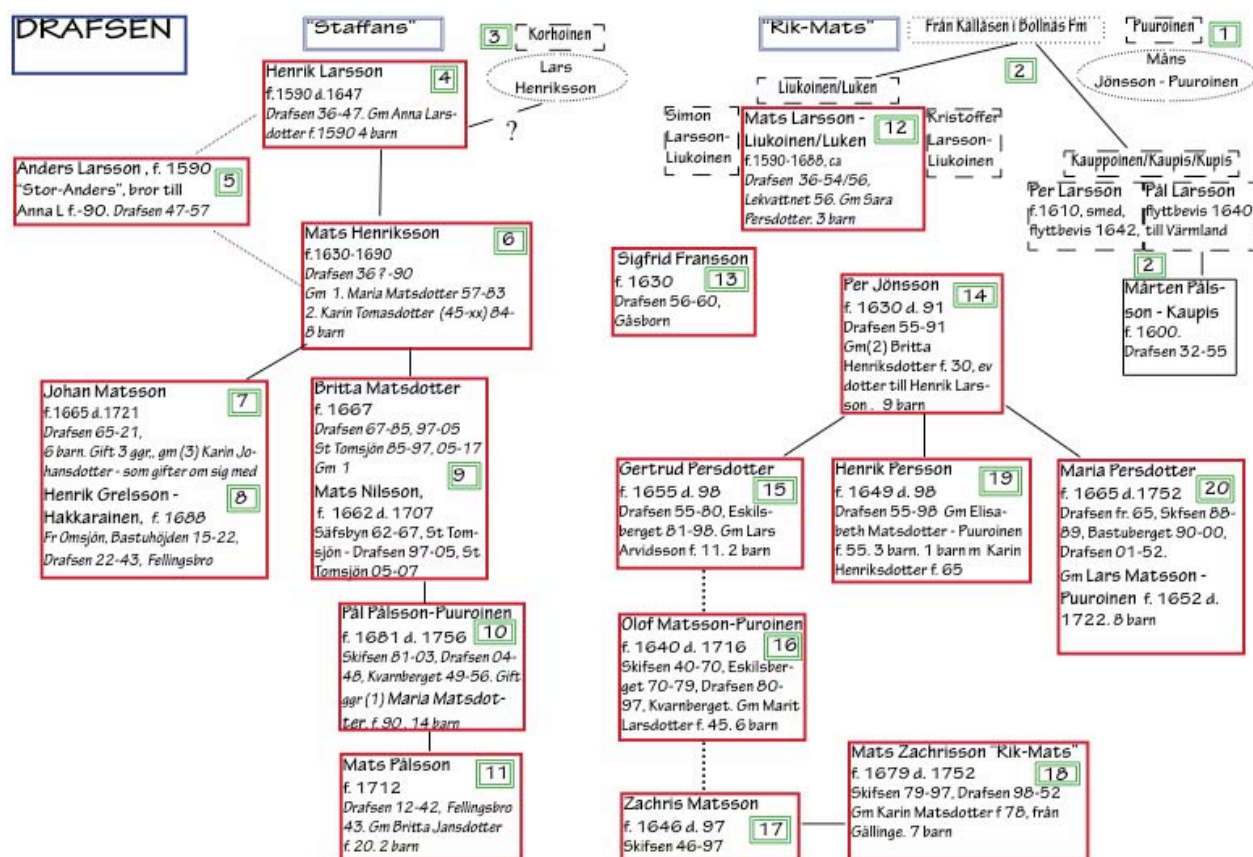 DRAFSEN
"Staffans"
3
Korhoinen
Lars
Henriksson
Henrik Larsson
4
f.1590 d.1647
Drafsen 36-47. Gm Anna Lars-
dotter f.1590 4 barn
?
Anders Larsson , f. 1590
5
"Stor-Anders", bror till
Anna L f.-90. Drafsen 47-57
Mats Henriksson
6
f.1630-1690
Drafsen 36 ? -90
Gm 1. Maria Matsdotter 57-83
2. Karin Tomasdotter (45-xx) 84-
8 barn
Johan Matsson
7
f.1665 d.1721
Drafsen 65-21,
6 barn. Gift 3 ggr,, gm (3) Karin Jo-
hansdotter - som gifter om sig med
Henrik Grelsson -
8
Hakkarainen, f. 1688
Fr Omsjön, Bastuhöjden 15-22,
Drafsen 22-43, Fellingsbro
Britta Matsdotter
f. 1667
Drafsen 67-85, 97-05
St Tomsjön 85-97, 05-17
Gm 1
9
Mats Nilsson,
f. 1662 d. 1707
Säfsbyn 62-67, St Tom-
sjön - Drafsen 97-05, St
Tomsjön 05-07
Pål Pålsson-Puuroinen
10
f. 1681 d. 1756
Skifsen 81-03, Drafsen 04-
48, Kvarnberget 49-56. Gift
ggr (1) Maria Matsdot-
ter. f. 90 . 14 barn
Mats Pålsson
11
f. 1712
Drafsen 12-42, Fellingsbro
43. Gm Britta Jansdotter
f. 20. 2 barn
"Rik-Mats"
Från Kållåsen i Bollnäs Fm
Puuroinen
1
2
Måns
Jönsson - Puuroinen
Liukoinen/Luken
Simon
Larsson-
Liukoinen
Mats Larsson -
12
Liukoinen/Luken
f.1590-1688, ca
Drafsen 36-54/56,
Lekvattnet 56. Gm Sara
Persdotter. 3 barn
Kristoffer
Larsson-
Liukoinen
Kauppoinen/Kaupis/Kupis
Per Larsson
f.1610, smed,
flyttbevis 1642,
Pål Larsson
flyttbevis 1640
till Värmland
2
Mårten Påls-
son - Kaupis
f. 1600.
Drafsen 32-55
Sigfrid Fransson
f. 1630
13
Drafsen 56-60,
Gåsborn
Per Jönsson
14
f. 1630 d. 91
Drafsen 55-91
Gm(2) Britta
Henriksdotter f. 30, ev
dotter till Henrik Lars-
son . 9 barn
Gertrud Persdotter
f. 1655 d. 98
15
Drafsen 55-80, Eskils-
berget 81-98. Gm Lars
Arvidsson f. 11. 2 barn
Henrik Persson
f. 1649 d. 98
19
Drafsen 55-98 Gm Elisa-
beth Matsdotter - Puuroinen
f. 55. 3 barn. 1 barn m Karin
Henriksdotter f. 65
Maria Persdotter
f. 1665 d.1752
20
Drafsen fr. 65, Skfsen 88-
89, Bastuberget 90-00,
Drafsen 01-52.
Gm Lars Matsson -
Puuroinen f. 1652 d.
1722. 8 barn
Olof Matsson-Puroinen
f. 1640 d. 1716
16
Skifsen 40-70, Eskilsber-
get 70-79, Drafsen 80-
97, Kvarnberget. Gm Marit
Larsdotter f. 45. 6 barn
Zachris Matsson
f. 1646 d. 97
17
Skifsen 46-97
Mats Zachrisson "Rik-Mats"
f. 1679 d. 1752
18
Skifsen 79-97, Drafsen 98-52
Gm Karin Matsdotter f 78, från
Gällinge. 7 barn